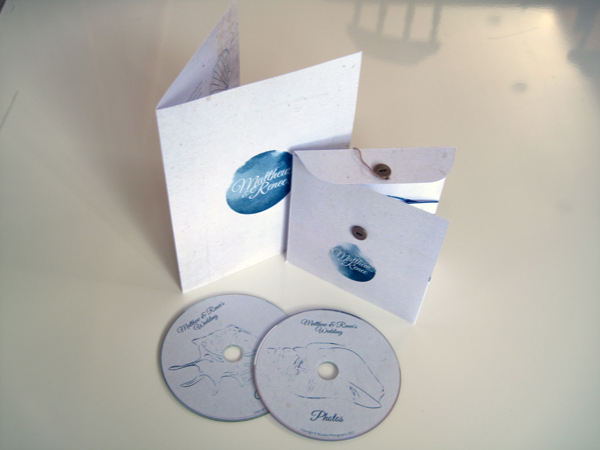 Matthew
& Renee
Matthew
& Renee
Matthew & Renee's
Wedding
Matthew & Renee's
Wedding
Photos